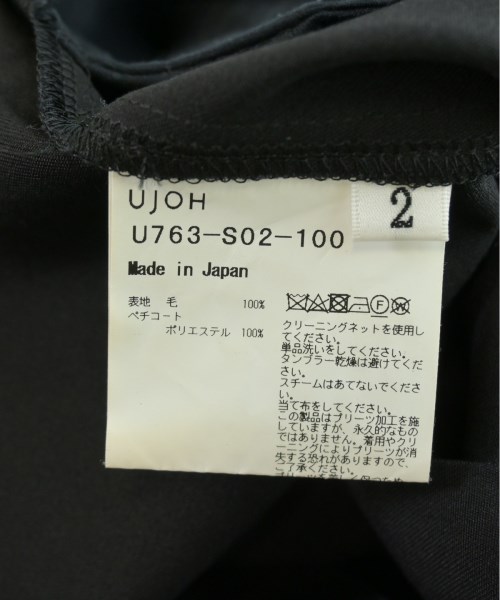 UJOH
2
U763-S02-100
Made in Japan
表地 毛 100%
ペチコート
ポリエステル 100%
F W
クリーニングネットを使用し
てください。
単品洗いをしてください。
タンブラー乾燥は避けてくだ
さい。
スチームはあてないでくださ
い。
当て布をしてください。
この製品はプリーツ加工を施
していますが、永久的なもの
ではありません。着用やクリ
ーニングによりプリーツが消
失する恐れがありますので、
ご了承ください。